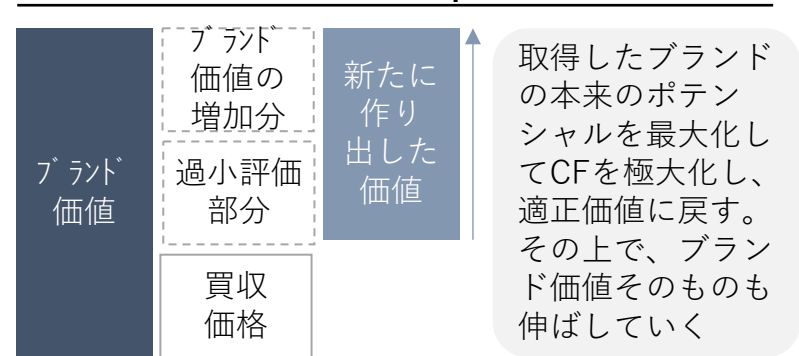 ブランド
価値
ブランド
価値の
増加分
過小評価
部分
買収
価格
新たに
作り
出した
価値
取得したブランド
の本来のポテン
シャルを最大化し
てCFを極大化し、
適正価値に戻す。
その上で、ブラン
ド価値そのものも
伸ばしていく